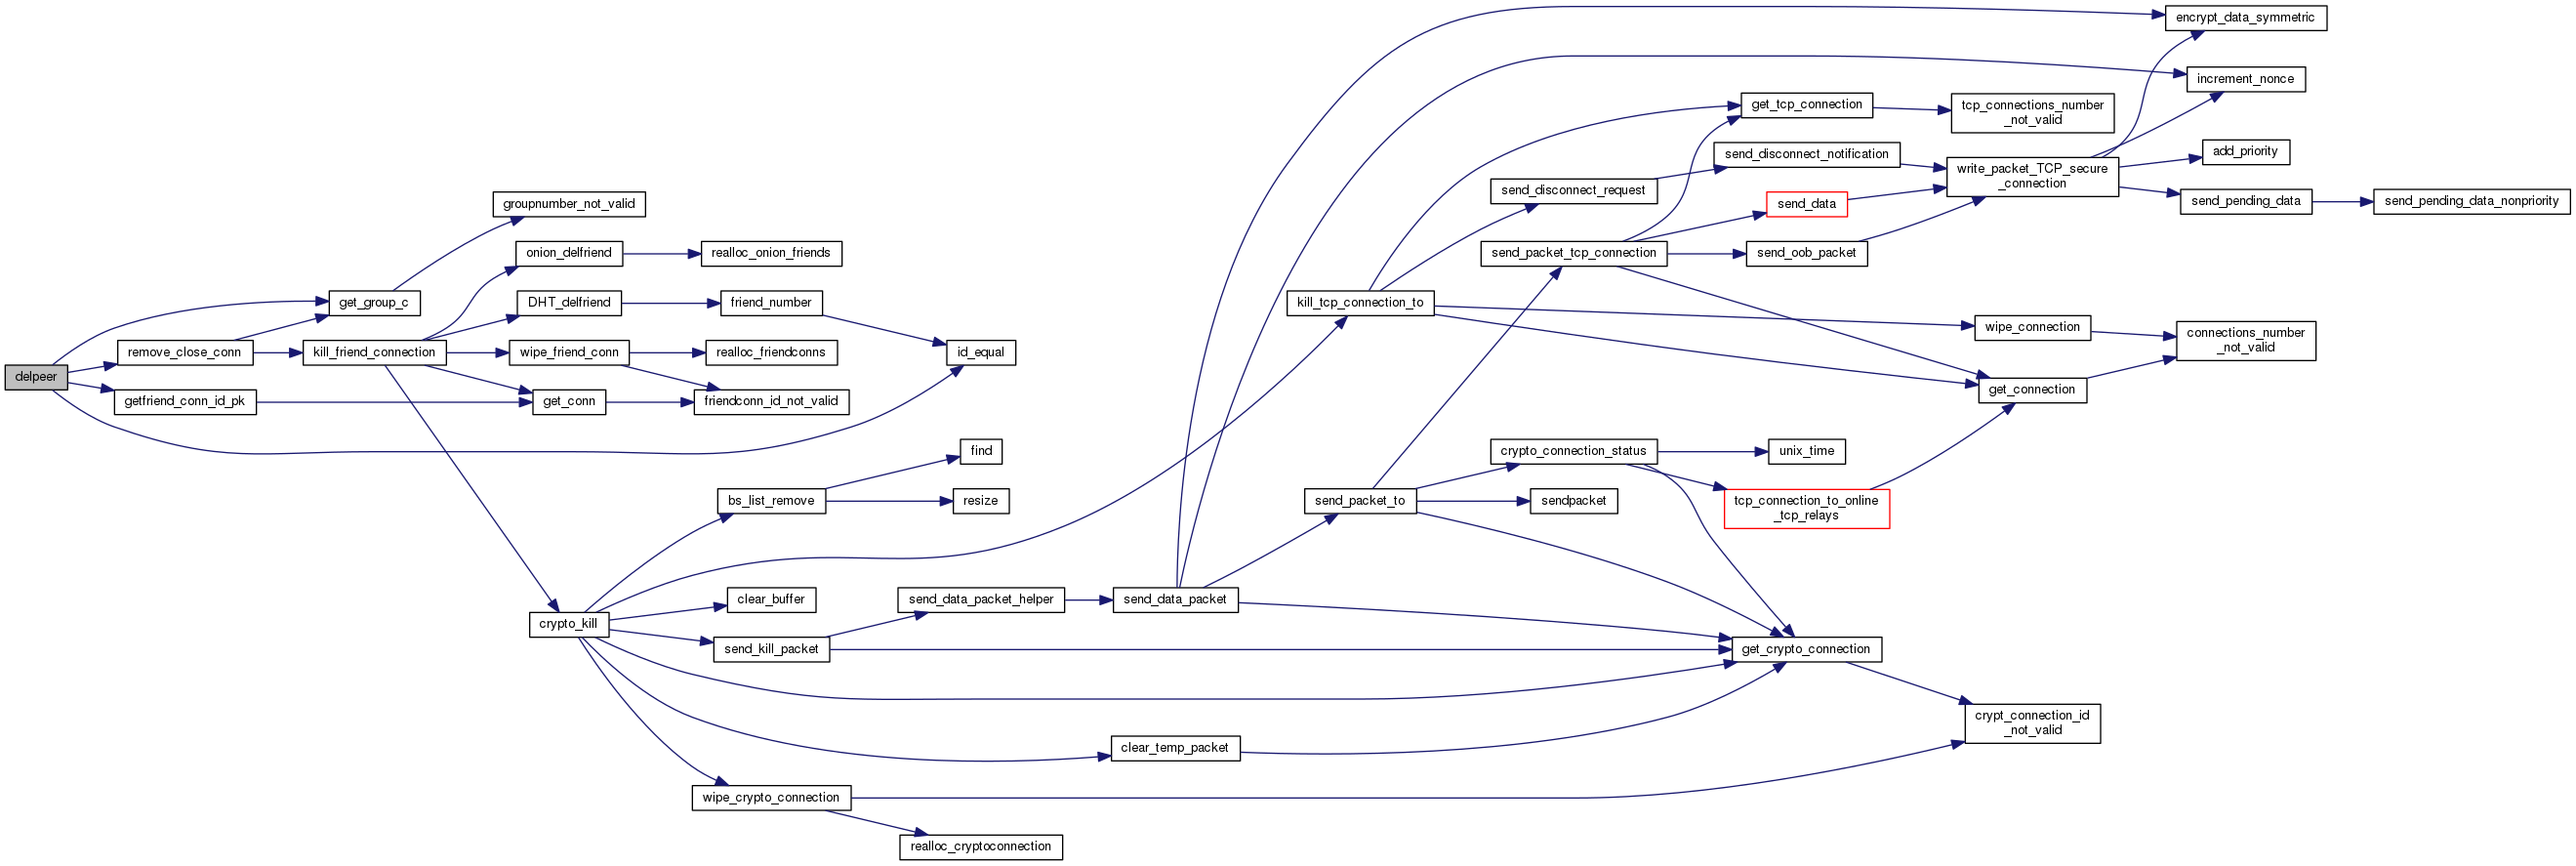 delpeer
get_group_c
remove_close_conn
getfriend_conn_id_pk
groupnumber_not_valid
kill_friend_connection
onion_delfriend
DHT_delfriend
wipe_friend_conn
get_conn
realloc_onion_friends
friend_number
realloc_friendconns
friendconn_id_not_valid
id_equal
crypto_kill
bs_list_remove
find
resize
clear_buffer
send_kill_packet
send_data_packet_helper
send_data_packet
clear_temp_packet
wipe_crypto_connection
realloc_cryptoconnection
kill_tcp_connection_to
send_packet_to
send_disconnect_request
send_packet_tcp_connection
crypto_connection_status
sendpacket
get_tcp_connection
send_disconnect_notification
send_data
send_oob_packet
unix_time
tcp_connection_to_online
_tcp_relays
get_crypto_connection
tcp_connections_number
_not_valid
write_packet_TCP_secure
_connection
wipe_connection
get_connection
crypt_connection_id
_not_valid
encrypt_data_symmetric
increment_nonce
add_priority
send_pending_data
connections_number
_not_valid
send_pending_data_nonpriority